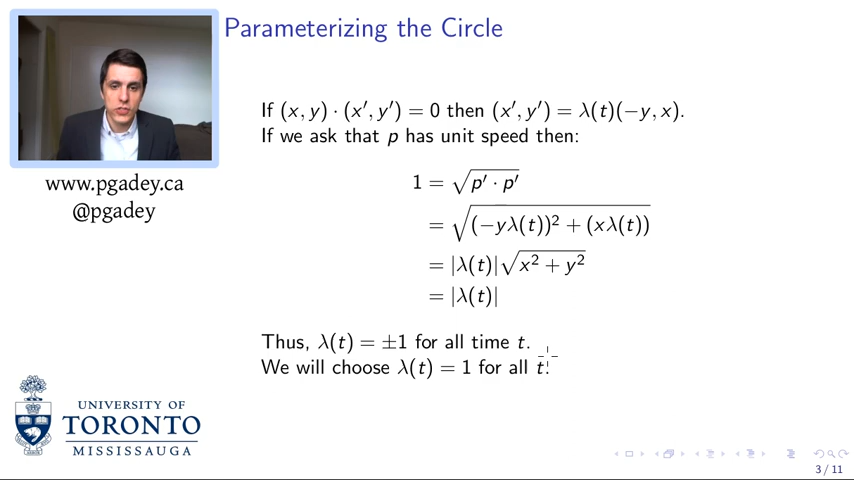 Parameterizing the Circle
If (x, y) · (x′, y′) = 0 then (x′, y′) = λ(t)(−y, x).
If we ask that p has unit speed then:
1 = √p′ · p′
= √(−yλ(t))² + (xλ(t))
= |λ(t)|√x² + y²
= |λ(t)|
Thus, λ(t) = ±1 for all time t.
We will choose λ(t) = 1 for all t.
www.pgadey.ca
@pgadey
UNIVERSITY OF
TORONTO
MISSISSAUGA
3 / 11